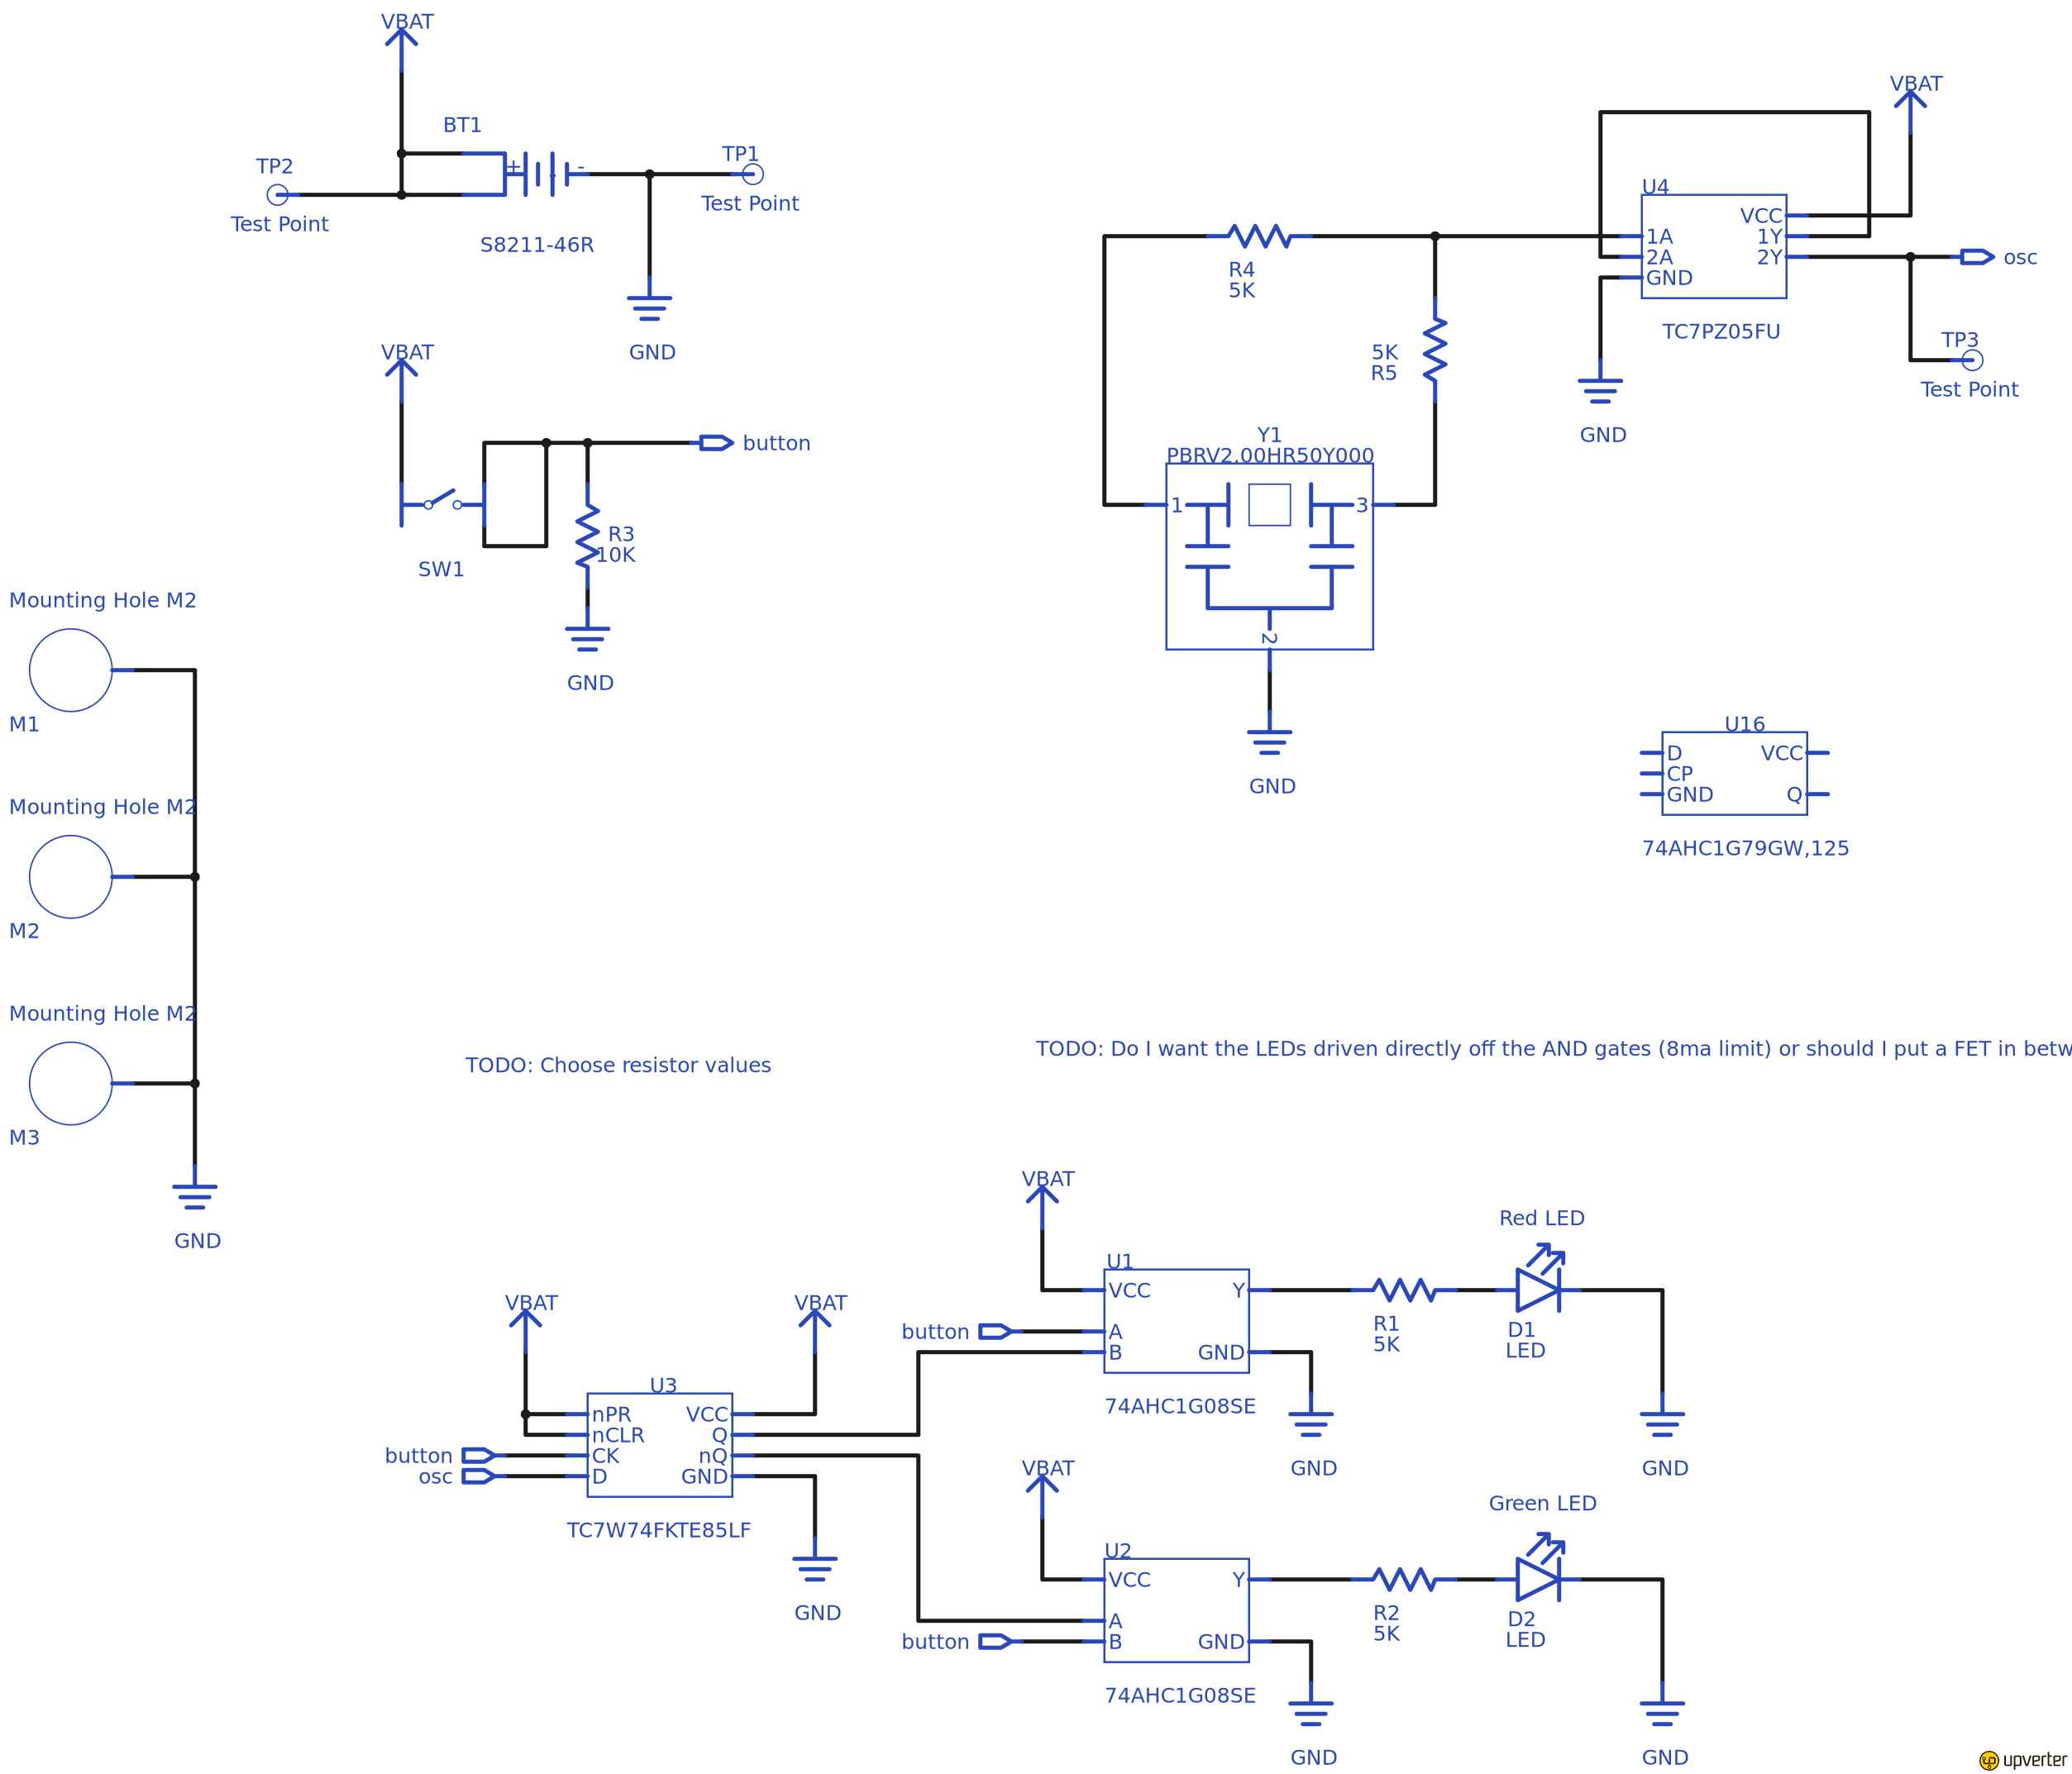 VBAT
BT1
TP2
Test Point
+
-
S8211-46R
TP1
Test Point
GND
VBAT
button
SW1
R3
10K
GND
Mounting Hole M2
M1
Mounting Hole M2
M2
Mounting Hole M2
M3
GND
R4
5K
5K
R5
Y1
PBRV2.00HR50Y000
1
3
2
GND
VBAT
U4
VCC
1A
1Y
2A
2Y
GND
TC7PZ05FU
osc
TP3
Test Point
GND
U16
D
VCC
CP
GND
Q
74AHC1G79GW,125
TODO: Choose resistor values
TODO: Do I want the LEDs driven directly off the AND gates (8ma limit) or should I put a FET in betw
VBAT
VBAT
U3
nPR
VCC
nCLR
Q
button
CK
nQ
osc
D
GND
TC7W74FKTE85LF
GND
VBAT
U1
VCC
Y
button
A
B
GND
74AHC1G08SE
GND
R1
5K
Red LED
D1
LED
GND
VBAT
U2
VCC
Y
A
button
B
GND
74AHC1G08SE
GND
R2
5K
Green LED
D2
LED
GND
upverter